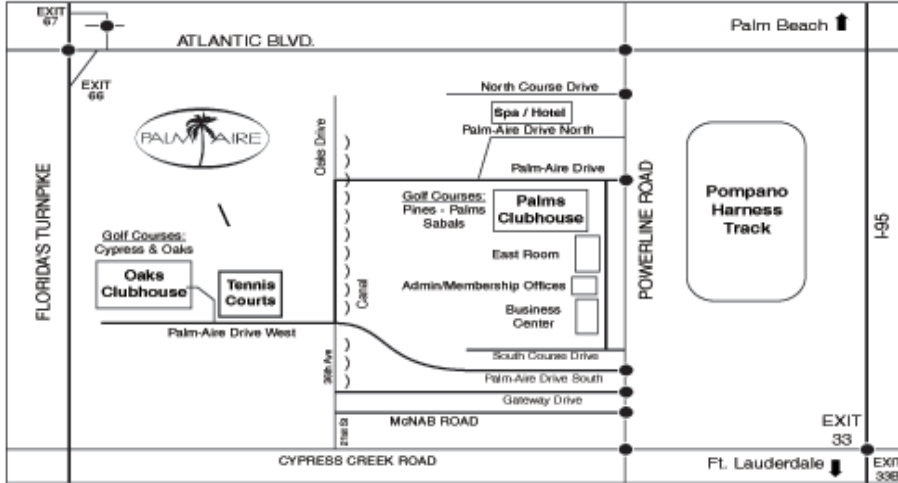 EXIT
67
ATLANTIC BLVD.
Palm Beach
EXIT
66
North Course Drive
Spa / Hotel
Palm-Aire Drive North
PALM AIRE
Oaks Drive
Palm-Aire Drive
Golf Courses:
Pines - Palms
Sabals
Palms
Clubhouse
POWERLINE ROAD
Pompano
Harness
Track
I-95
FLORIDA'S TURNPIKE
Golf Courses:
Cypress & Oaks
Oaks
Clubhouse
Tennis
Courts
East Room
Canal
Admin/Membership Offices
Business
Center
Palm-Aire Drive West
South Course Drive
36th Ave
Palm-Aire Drive South
Gateway Drive
McNAB ROAD
21st St
EXIT
33
CYPRESS CREEK ROAD
Ft. Lauderdale
EXIT
33B